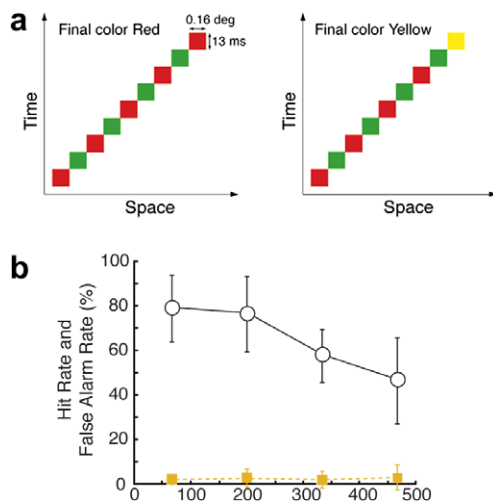 a
Final color Red
0.16 deg
13 ms
Time
Space
Final color Yellow
Time
Space
b
Hit Rate and
False Alarm Rate (%)
100
80
60
40
20
0
0 100 200 300 400 500